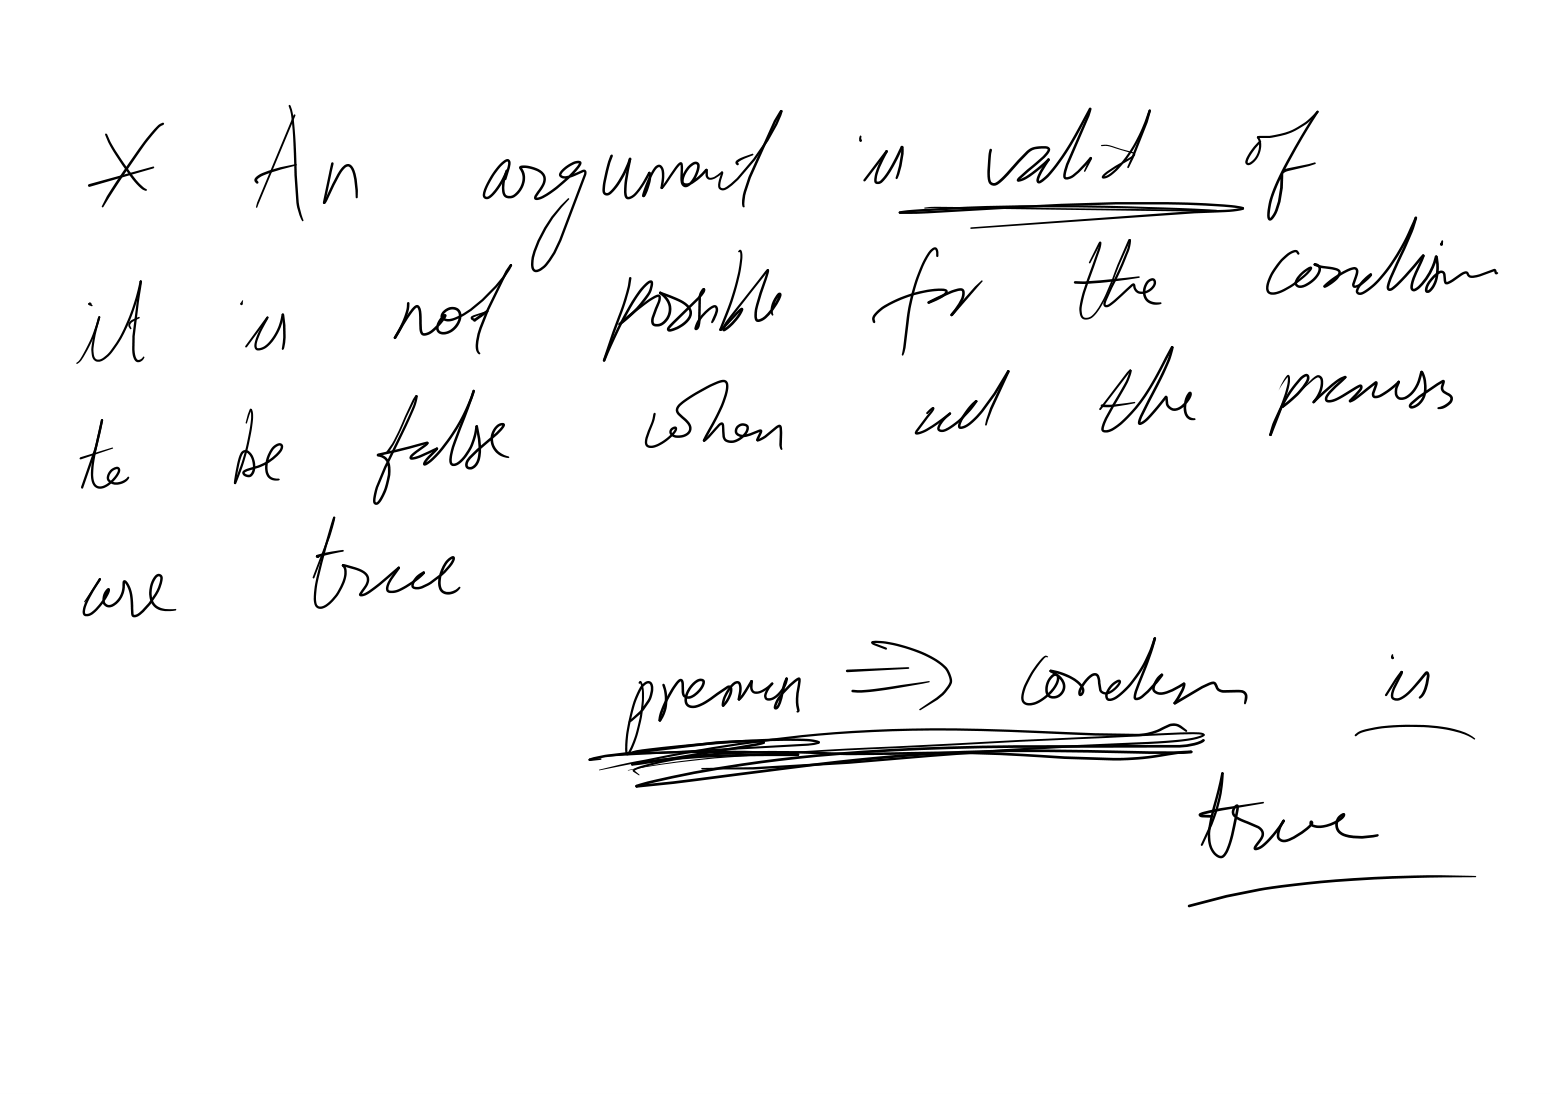 * An argument is valid if
it is not possible for the conclusion
to be false when all the premises
are true
premises ⇒ conclusion is
true